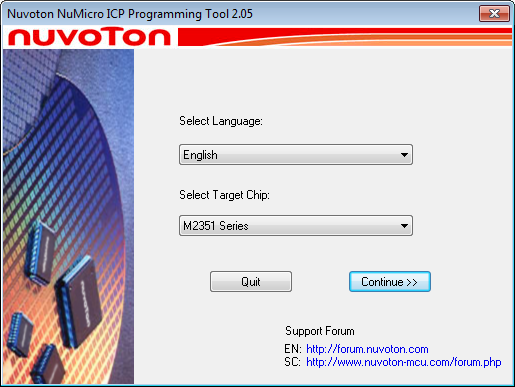 Nuvoton NuMicro ICP Programming Tool 2.05
nuvoTon
Select Language:
English
Select Target Chip:
M2351 Series
Quit
Continue >>
nuvoTon
Support Forum
EN: http://forum.nuvoton.com
SC: http://www.nuvoton-mcu.com/forum.php